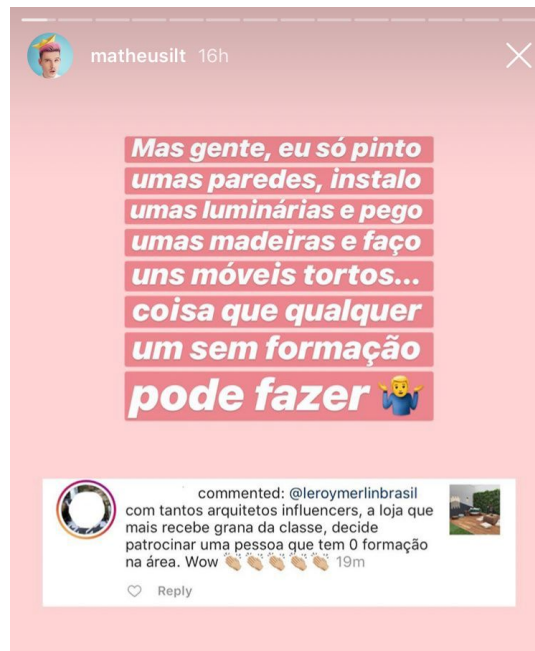 matheusilt 16h
Mas gente, eu só pinto
umas paredes, instalo
umas luminárias e pego
umas madeiras e faço
uns móveis tortos...
coisa que qualquer
um sem formação
pode fazer 🤷‍♂️
commented: @leroymerlinbrasil
com tantos arquitetos influencers, a loja que
mais recebe grana da classe, decide
patrocinar uma pessoa que tem 0 formação
na área. Wow 👏🏼👏🏼👏🏼👏🏼👏🏼 19m
Reply